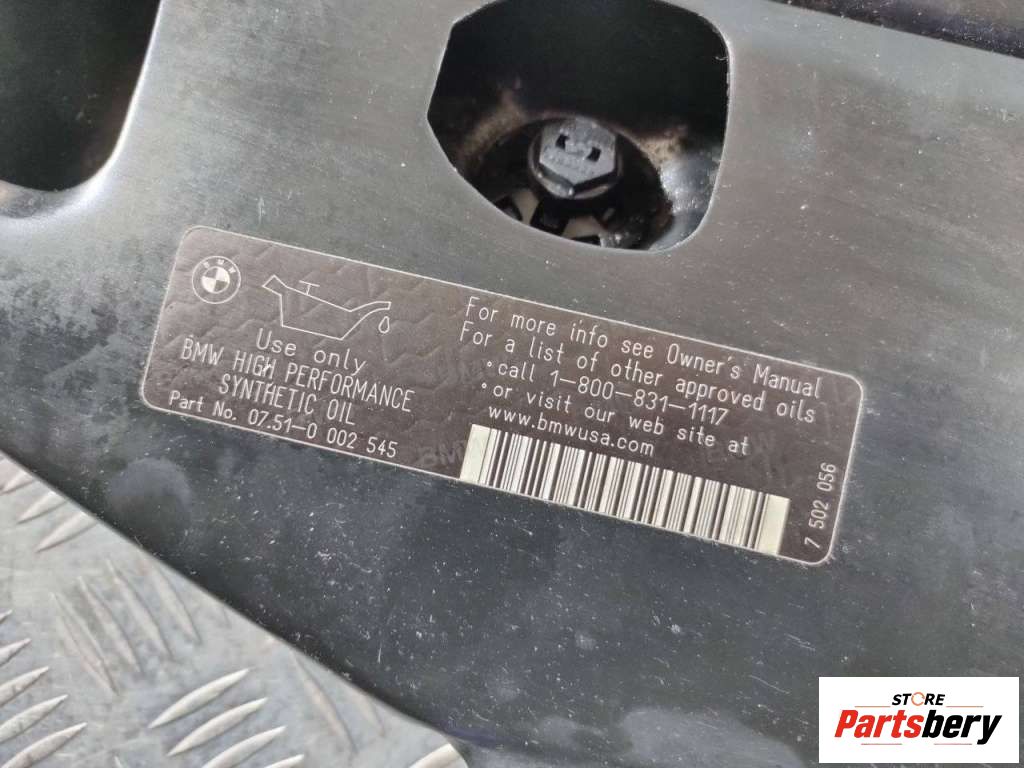 BMW
Use only
BMW HIGH PERFORMANCE
SYNTHETIC OIL
Part No. 07.51-0 002 545
For more info see Owner's Manual
For a list of other approved oils
• call 1-800-831-1117
• or visit our web site at
www.bmwusa.com
7 502 056
STORE
Partsbery